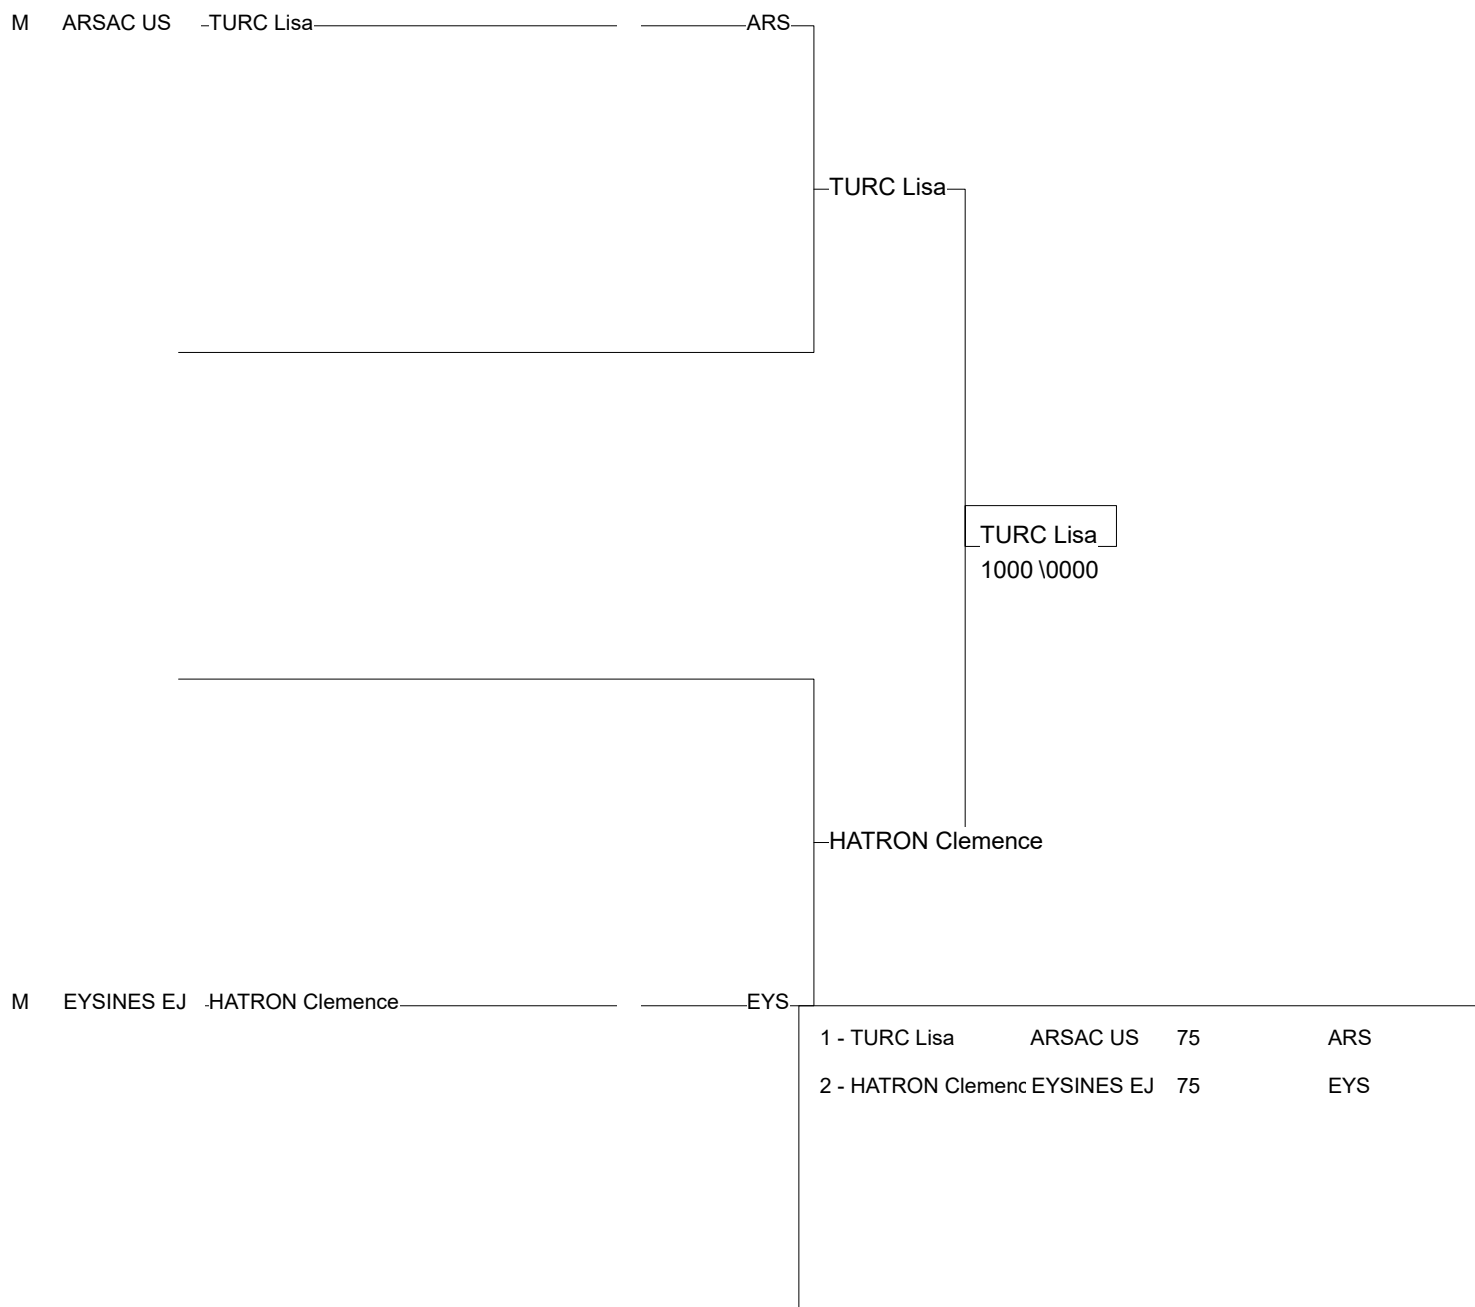 M ARSAC US TURC Lisa ARS
TURC Lisa
TURC Lisa
1000 \0000
HATRON Clemence
M EYSINES EJ HATRON Clemence EYS
1 - TURC Lisa ARSAC US 75 ARS
2 - HATRON Clemenc EYSINES EJ 75 EYS